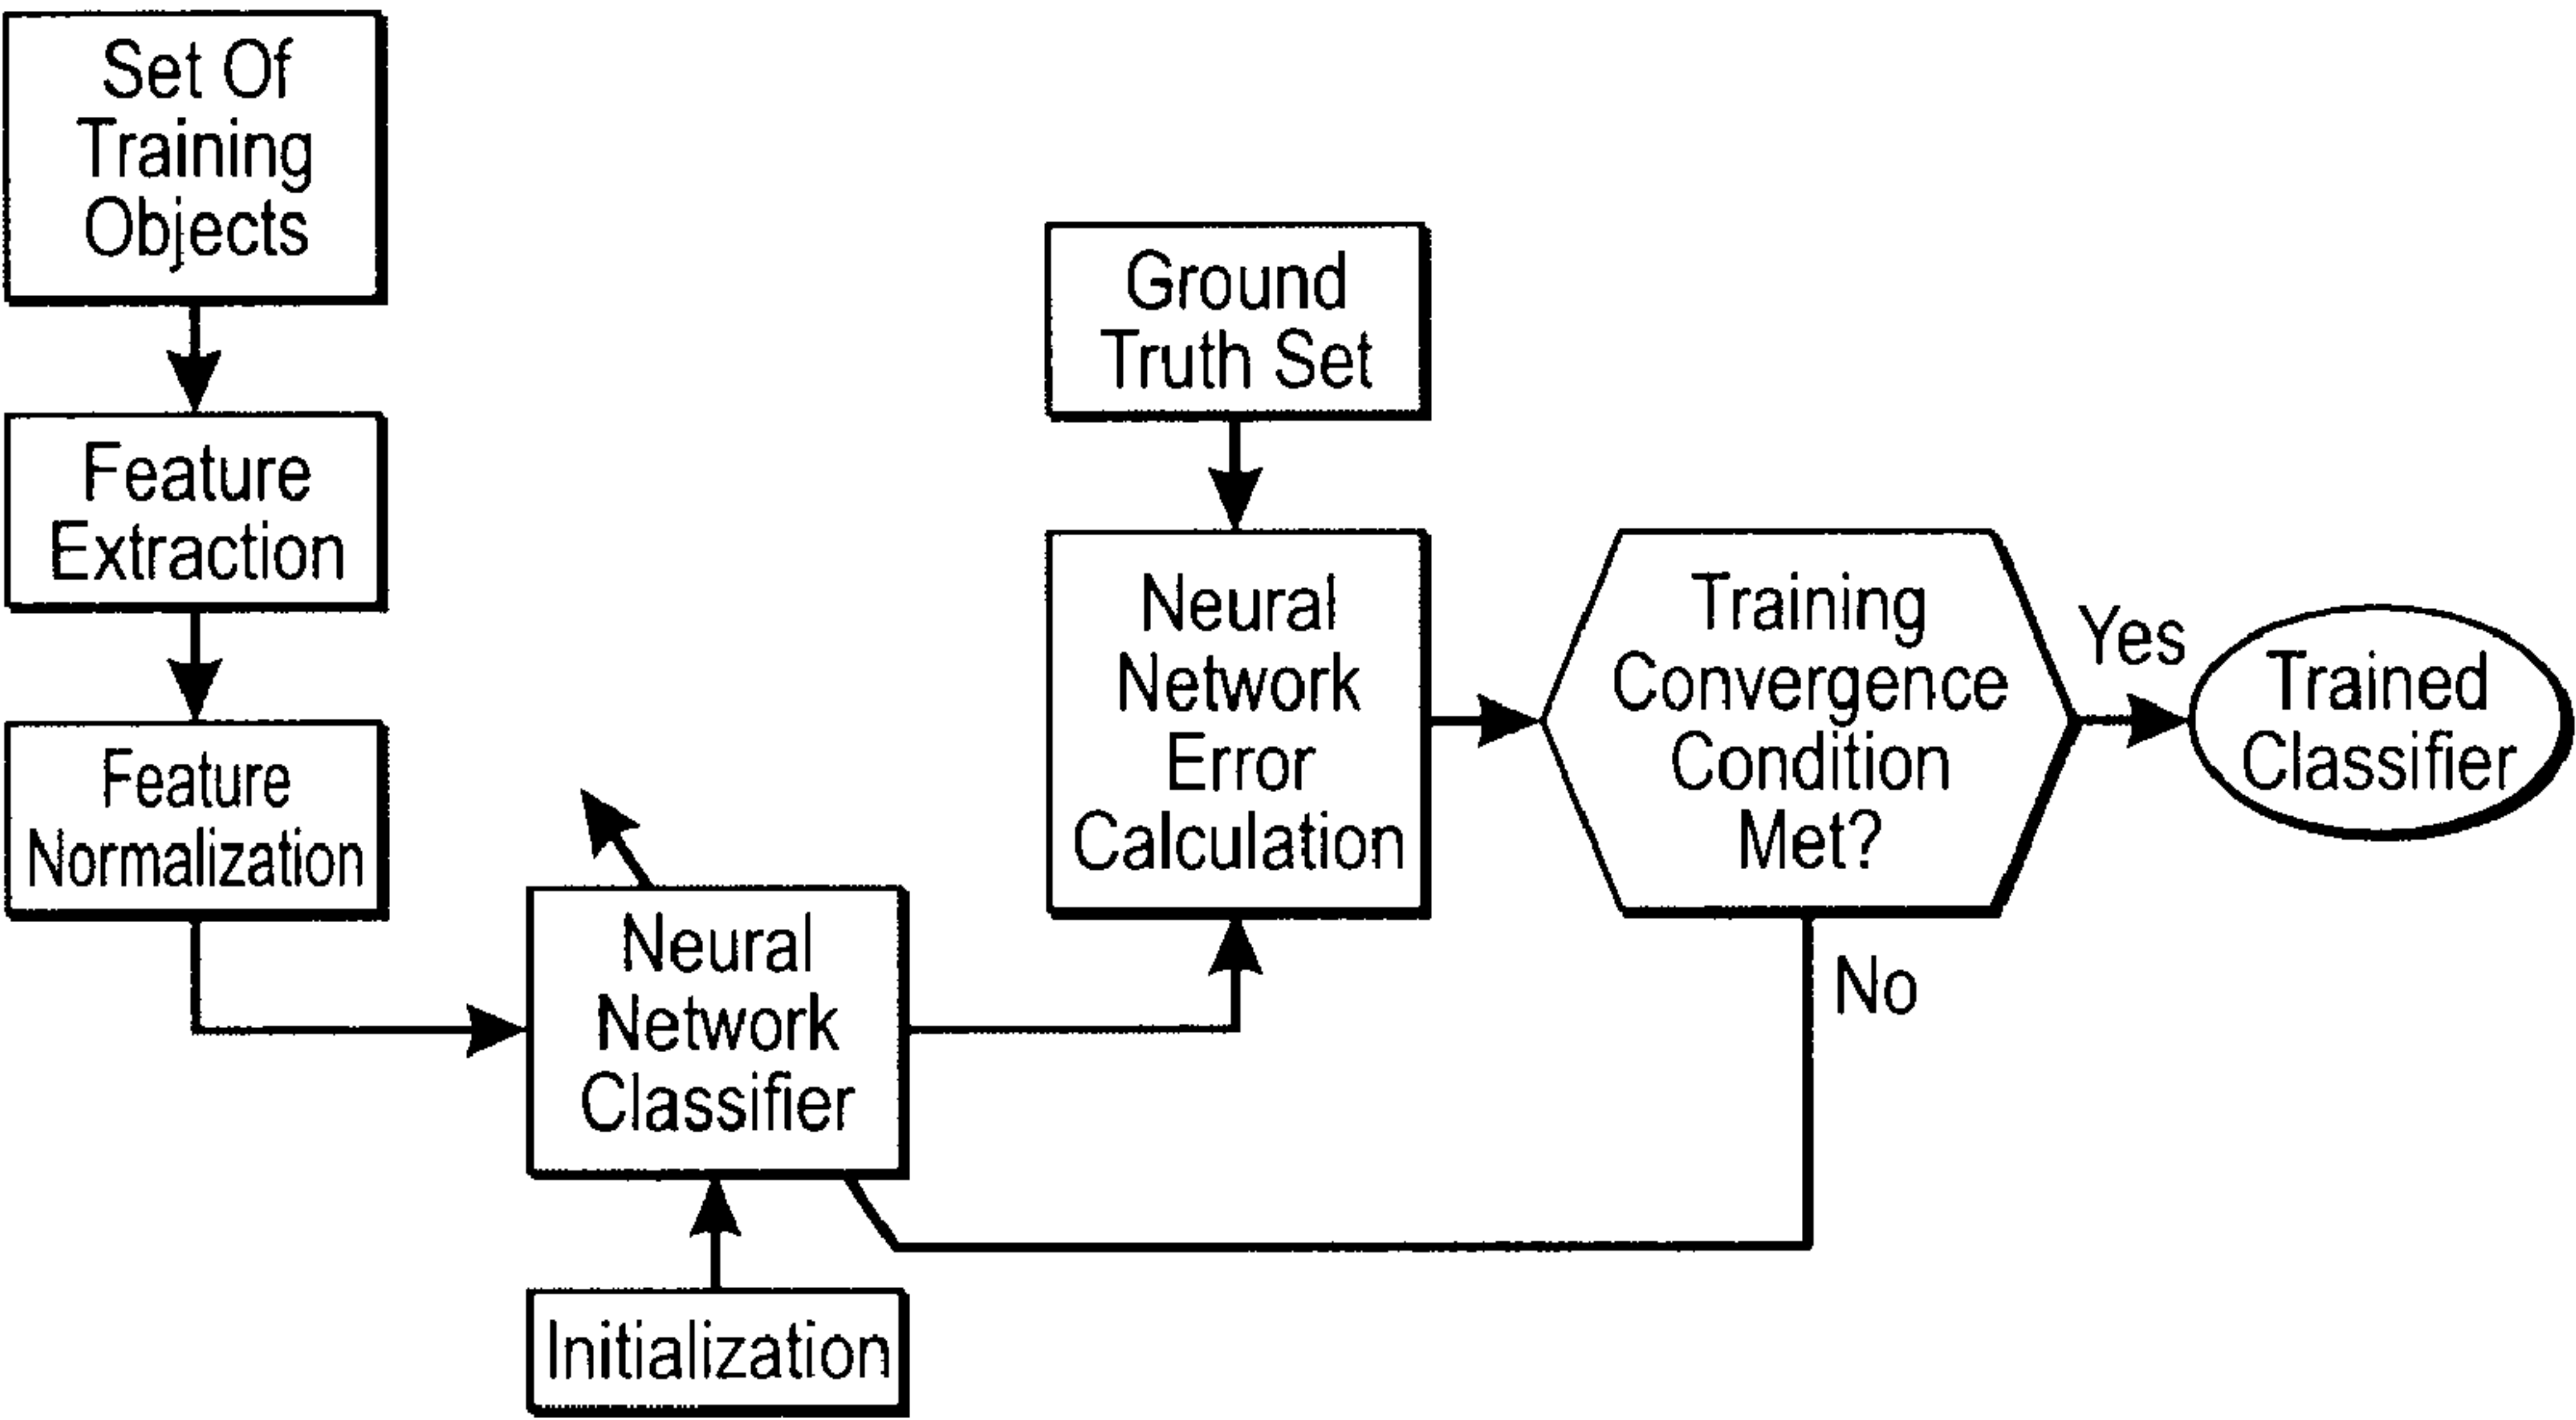 Set Of
Training
Objects
Feature
Extraction
Feature
Normalization
Neural
Network
Classifier
Initialization
Ground
Truth Set
Neural
Network
Error
Calculation
Training
Convergence
Condition
Met?
Yes
No
Trained
Classifier